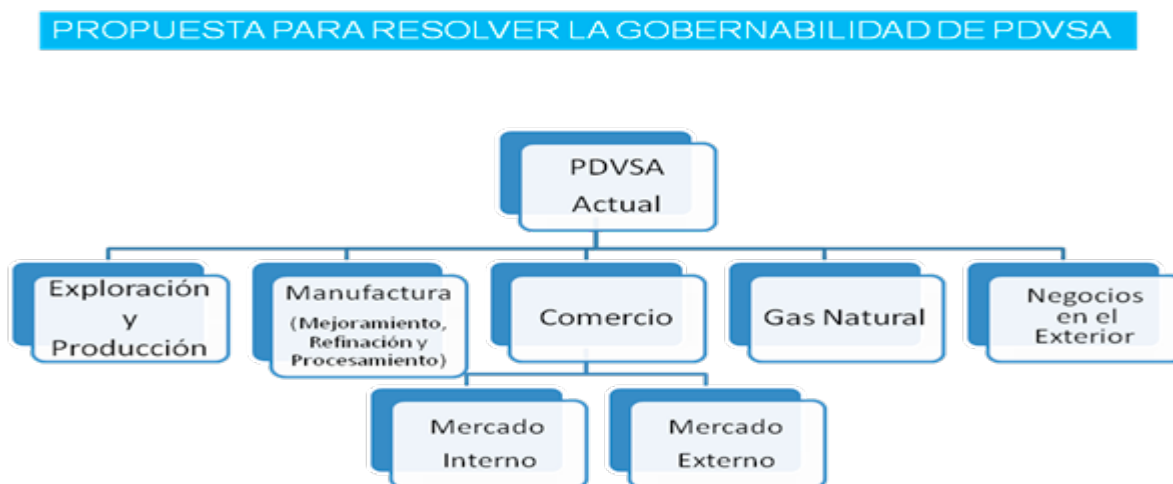 PROPUESTA PARA RESOLVER LA GOBERNABILIDAD DE PDVSA
PDVSA
Actual
Exploración
y
Producción
Manufactura
(Mejoramiento,
Refinación y
Procesamiento)
Comercio
Gas Natural
Negocios
en el
Exterior
Mercado
Interno
Mercado
Externo